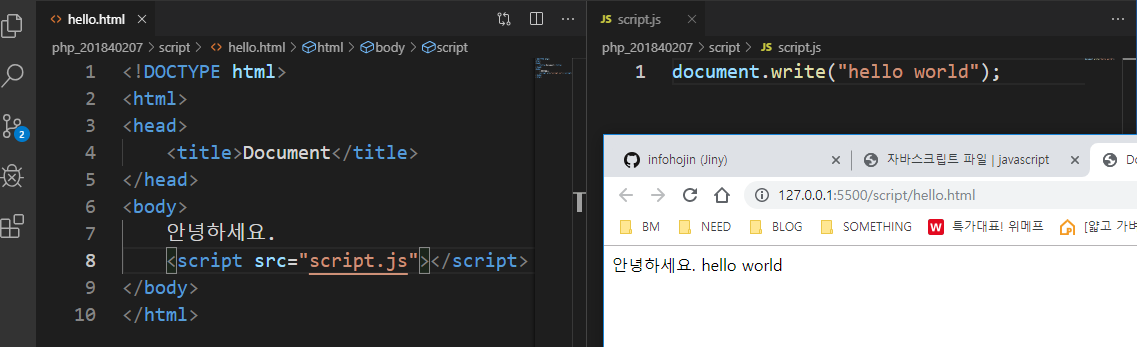 hello.html
php_201840207 > script > hello.html > html > body > script
1 <!DOCTYPE html>
2 <html>
3 <head>
4 <title>Document</title>
5 </head>
6 <body>
7 안녕하세요.
8 <script src="script.js"></script>
9 </body>
10 </html>
2
script.js
php_201840207 > script > script.js
1 document.write("hello world");
infohojin (Jiny)
자바스크립트 파일 | javascript
Do
127.0.0.1:5500/script/hello.html
BM NEED BLOG SOMETHING W 특가대표! 위메프 [얇고 가벼
안녕하세요. hello world